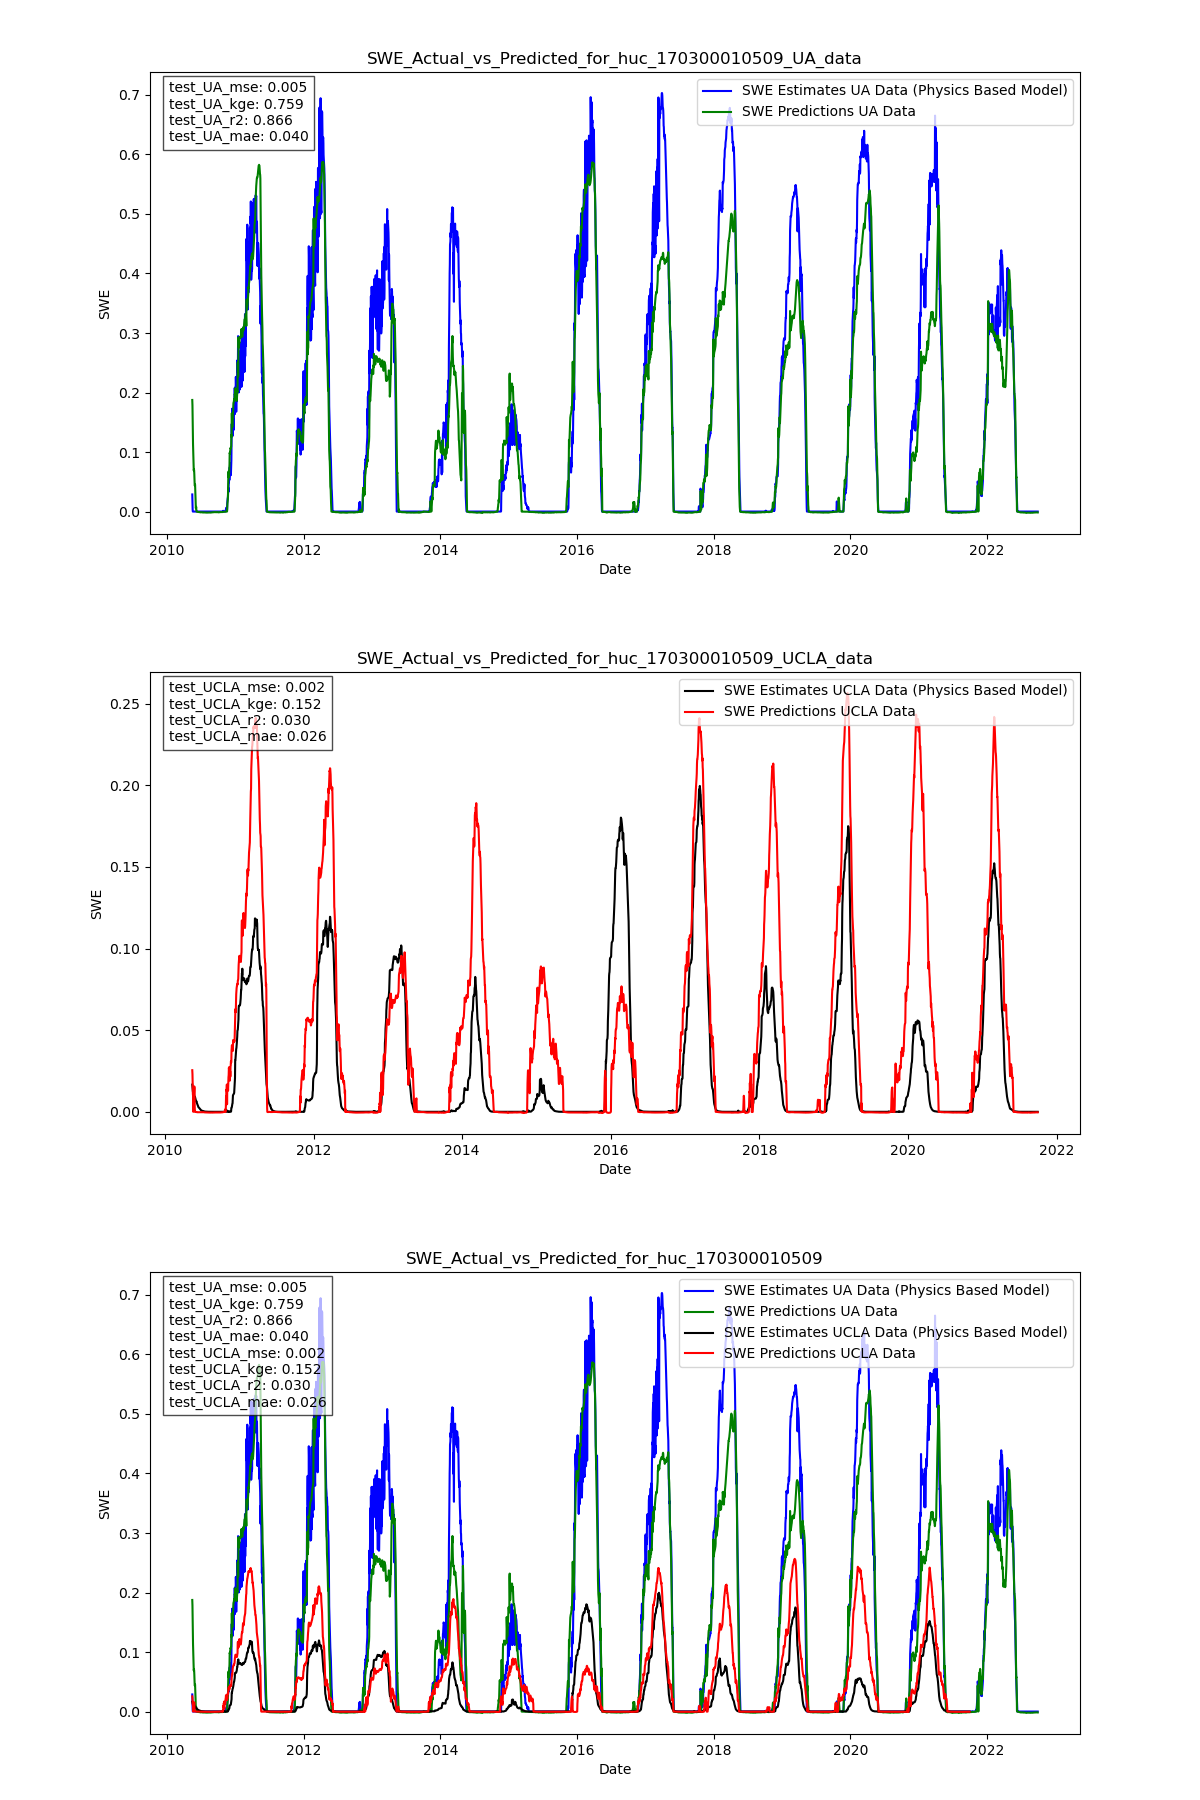 SWE_Actual_vs_Predicted_for_huc_170300010509_UA_data
test_UA_mse: 0.005
test_UA_kge: 0.759
test_UA_r2: 0.866
test_UA_mae: 0.040
SWE Estimates UA Data (Physics Based Model)
SWE Predictions UA Data
0.7
0.6
0.5
0.4
0.3
0.2
0.1
0.0
SWE
2010 2012 2014 2016 2018 2020 2022
Date
SWE_Actual_vs_Predicted_for_huc_170300010509_UCLA_data
test_UCLA_mse: 0.002
test_UCLA_kge: 0.152
test_UCLA_r2: 0.030
test_UCLA_mae: 0.026
SWE Estimates UCLA Data (Physics Based Model)
SWE Predictions UCLA Data
0.25
0.20
0.15
0.10
0.05
0.00
SWE
2010 2012 2014 2016 2018 2020 2022
Date
SWE_Actual_vs_Predicted_for_huc_170300010509
test_UA_mse: 0.005
test_UA_kge: 0.759
test_UA_r2: 0.866
test_UA_mae: 0.040
test_UCLA_mse: 0.002
test_UCLA_kge: 0.152
test_UCLA_r2: 0.030
test_UCLA_mae: 0.026
SWE Estimates UA Data (Physics Based Model)
SWE Predictions UA Data
SWE Estimates UCLA Data (Physics Based Model)
SWE Predictions UCLA Data
0.7
0.6
0.5
0.4
0.3
0.2
0.1
0.0
SWE
2010 2012 2014 2016 2018 2020 2022
Date